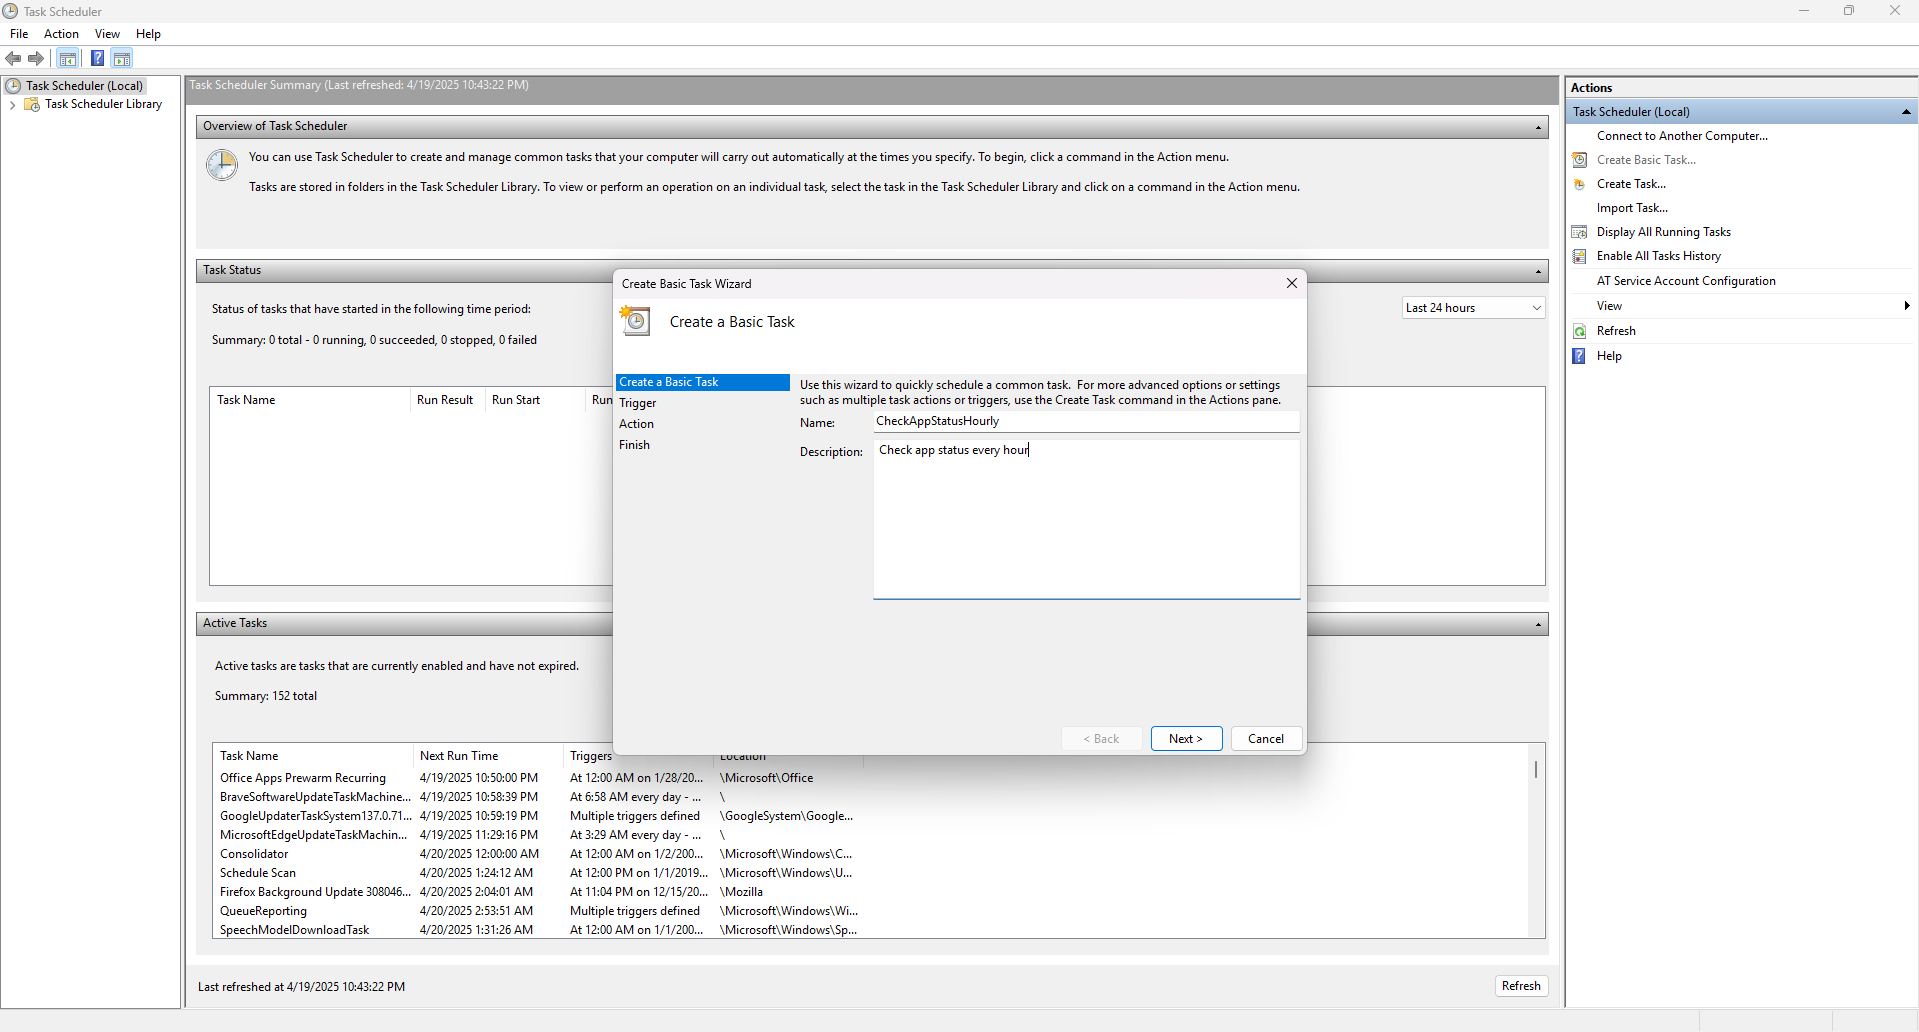 Task Scheduler
File Action View Help
Task Scheduler (Local)
Task Scheduler Library
Task Scheduler Summary (Last refreshed: 4/19/2025 10:43:22 PM)
Overview of Task Scheduler
You can use Task Scheduler to create and manage common tasks that your computer will carry out automatically at the times you specify. To begin, click a command in the Action menu.
Tasks are stored in folders in the Task Scheduler Library. To view or perform an operation on an individual task, select the task in the Task Scheduler Library and click on a command in the Action menu.
Task Status
Status of tasks that have started in the following time period:
Last 24 hours
Summary: 0 total - 0 running, 0 succeeded, 0 stopped, 0 failed
Task Name Run Result Run Start Run
Create Basic Task Wizard
Create a Basic Task
Create a Basic Task
Trigger
Action
Finish
Use this wizard to quickly schedule a common task. For more advanced options or settings
such as multiple task actions or triggers, use the Create Task command in the Actions pane.
Name: CheckAppStatusHourly
Description: Check app status every hour
< Back Next > Cancel
Active Tasks
Active tasks are tasks that are currently enabled and have not expired.
Summary: 152 total
Task Name Next Run Time Triggers Location
Office Apps Prewarm Recurring 4/19/2025 10:50:00 PM At 12:00 AM on 1/28/20... \Microsoft\Office
BraveSoftwareUpdateTaskMachine... 4/19/2025 10:58:39 PM At 6:58 AM every day - ... \
GoogleUpdaterTaskSystem137.0.71... 4/19/2025 10:59:19 PM Multiple triggers defined \GoogleSystem\Google...
MicrosoftEdgeUpdateTaskMachin... 4/19/2025 11:29:16 PM At 3:29 AM every day - ... \
Consolidator 4/20/2025 12:00:00 AM At 12:00 AM on 1/2/200... \Microsoft\Windows\C...
Schedule Scan 4/20/2025 1:24:12 AM At 12:00 PM on 1/1/2019... \Microsoft\Windows\U...
Firefox Background Update 308046... 4/20/2025 2:04:01 AM At 11:04 PM on 12/15/20... \Mozilla
QueueReporting 4/20/2025 2:53:51 AM Multiple triggers defined \Microsoft\Windows\Wi...
SpeechModelDownloadTask 4/20/2025 1:31:26 AM At 12:00 AM on 1/1/200... \Microsoft\Windows\Sp...
Last refreshed at 4/19/2025 10:43:22 PM
Refresh
Actions
Task Scheduler (Local)
Connect to Another Computer...
Create Basic Task...
Create Task...
Import Task...
Display All Running Tasks
Enable All Tasks History
AT Service Account Configuration
View
Refresh
Help